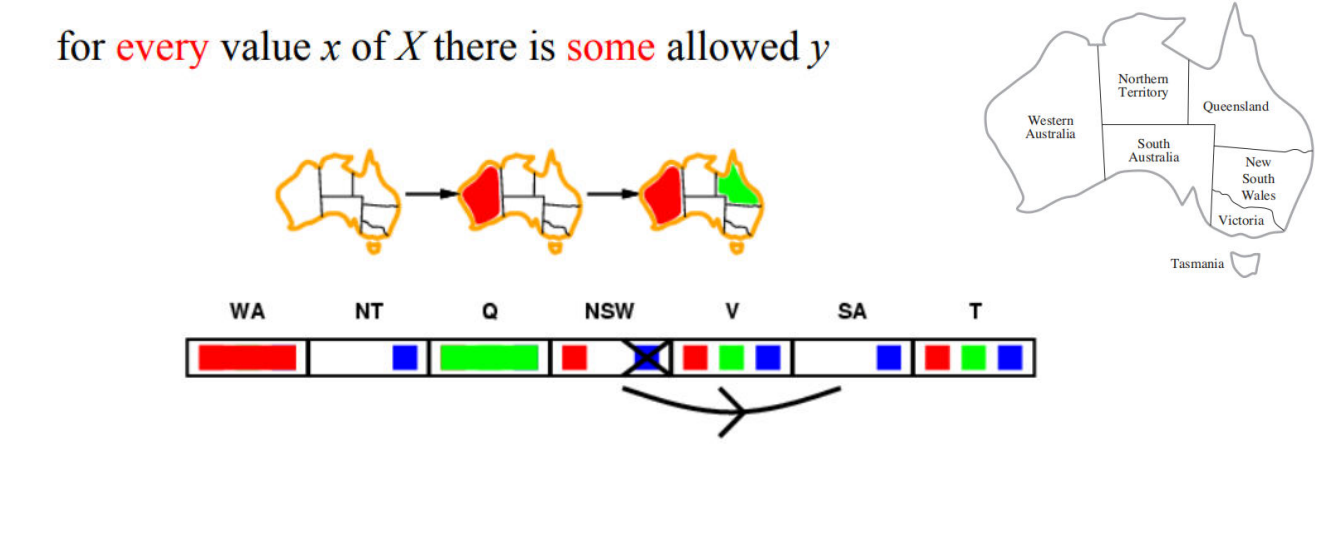 for every value x of X there is some allowed y
Northern
Territory
Western
Australia
Queensland
South
Australia
New
South
Wales
Victoria
Tasmania
WA NT Q NSW V SA T